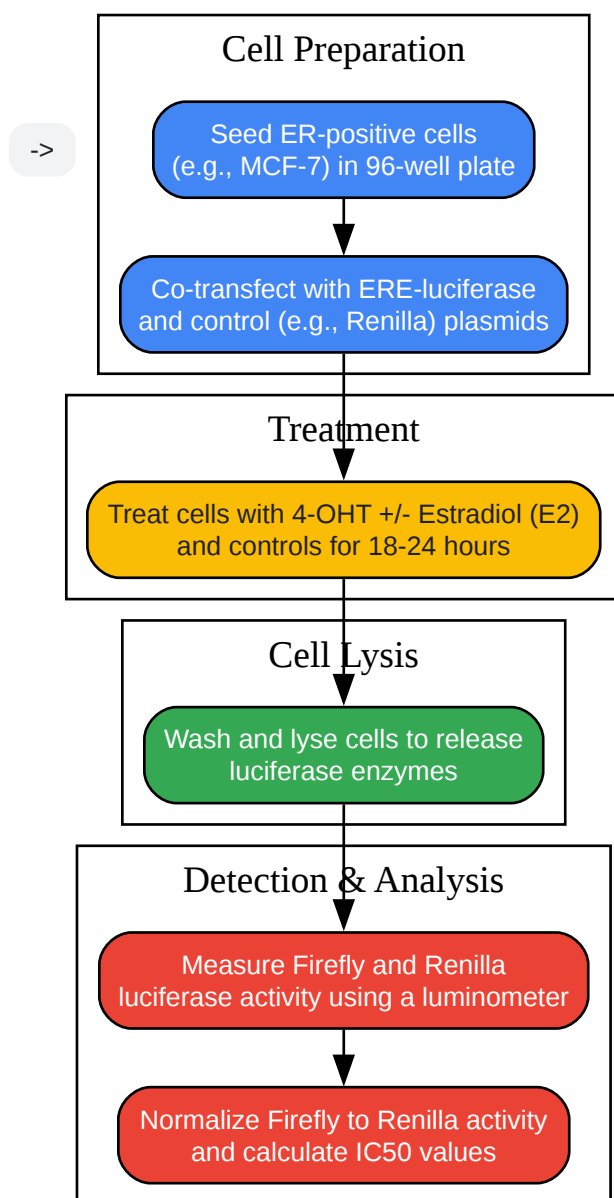 Cell Preparation
->
Seed ER-positive cells
(e.g., MCF-7) in 96-well plate
Co-transfect with ERE-luciferase
and control (e.g., Renilla) plasmids
Treatment
Treat cells with 4-OHT +/- Estradiol (E2)
and controls for 18-24 hours
Cell Lysis
Wash and lyse cells to release
luciferase enzymes
Detection & Analysis
Measure Firefly and Renilla
luciferase activity using a luminometer
Normalize Firefly to Renilla activity
and calculate IC50 values